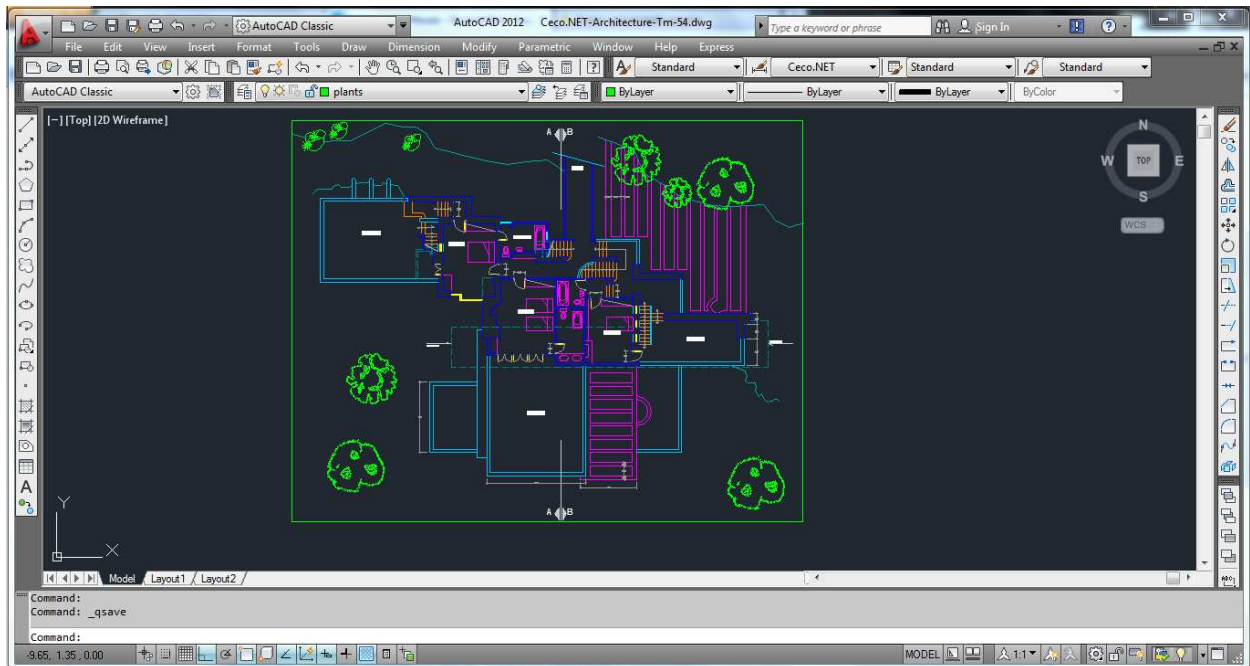 AutoCAD Classic
AutoCAD 2012 Ceco.NET-Architecture-Tm-54.dwg
Type a keyword or phrase
Sign In
File Edit View Insert Format Tools Draw Dimension Modify Parametric Window Help Express
Standard Ceco.NET Standard Standard
AutoCAD Classic plants ByLayer ByLayer ByLayer ByColor
[−] [Top] [2D Wireframe]
A B
N
W TOP E
S
WCS
A B
Y
X
A
ABC
Model Layout1 Layout2
Command:
Command: _qsave
Command:
-9.65, 1.35, 0.00 MODEL 1:1